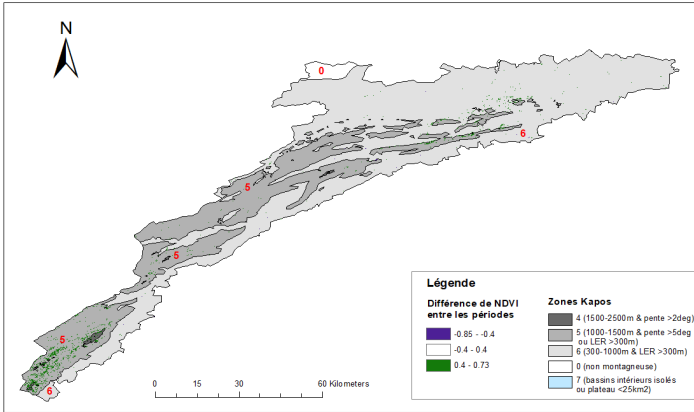 N
0
6
5
5
5
6
0 15 30 60 Kilometers
Légende
Différence de NDVI
entre les périodes
-0.85 - -0.4
-0.4 - 0.4
0.4 - 0.73
Zones Kapos
4 (1500-2500m & pente >2deg)
5 (1000-1500m & pente >5deg
ou LER >300m)
6 (300-1000m & LER >300m)
0 (non montagneuse)
7 (bassins intérieurs isolés
ou plateau <25km2)